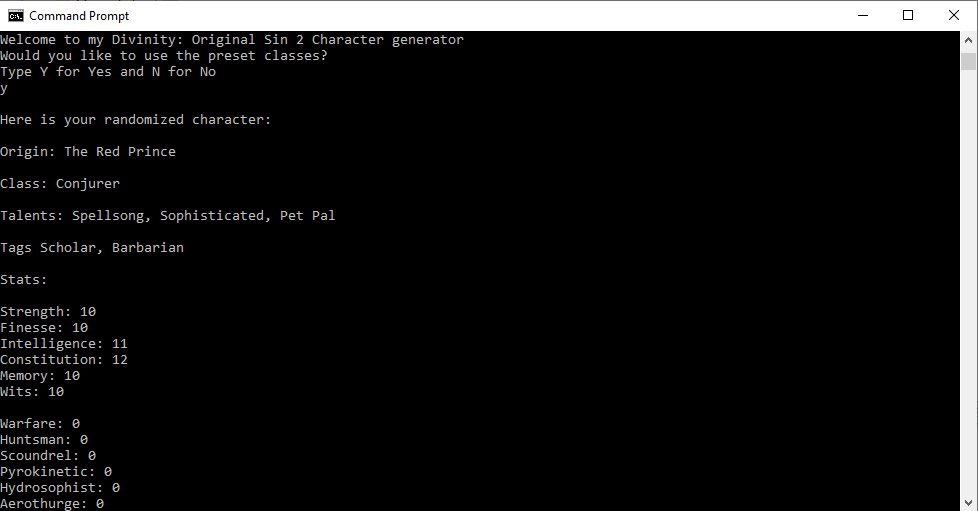 Command Prompt
Welcome to my Divinity: Original Sin 2 Character generator
Would you like to use the preset classes?
Type Y for Yes and N for No
y
Here is your randomized character:
Origin: The Red Prince
Class: Conjurer
Talents: Spellsong, Sophisticated, Pet Pal
Tags Scholar, Barbarian
Stats:
Strength: 10
Finesse: 10
Intelligence: 11
Constitution: 12
Memory: 10
Wits: 10
Warfare: 0
Huntsman: 0
Scoundrel: 0
Pyrokinetic: 0
Hydrosophist: 0
Aerothurge: 0